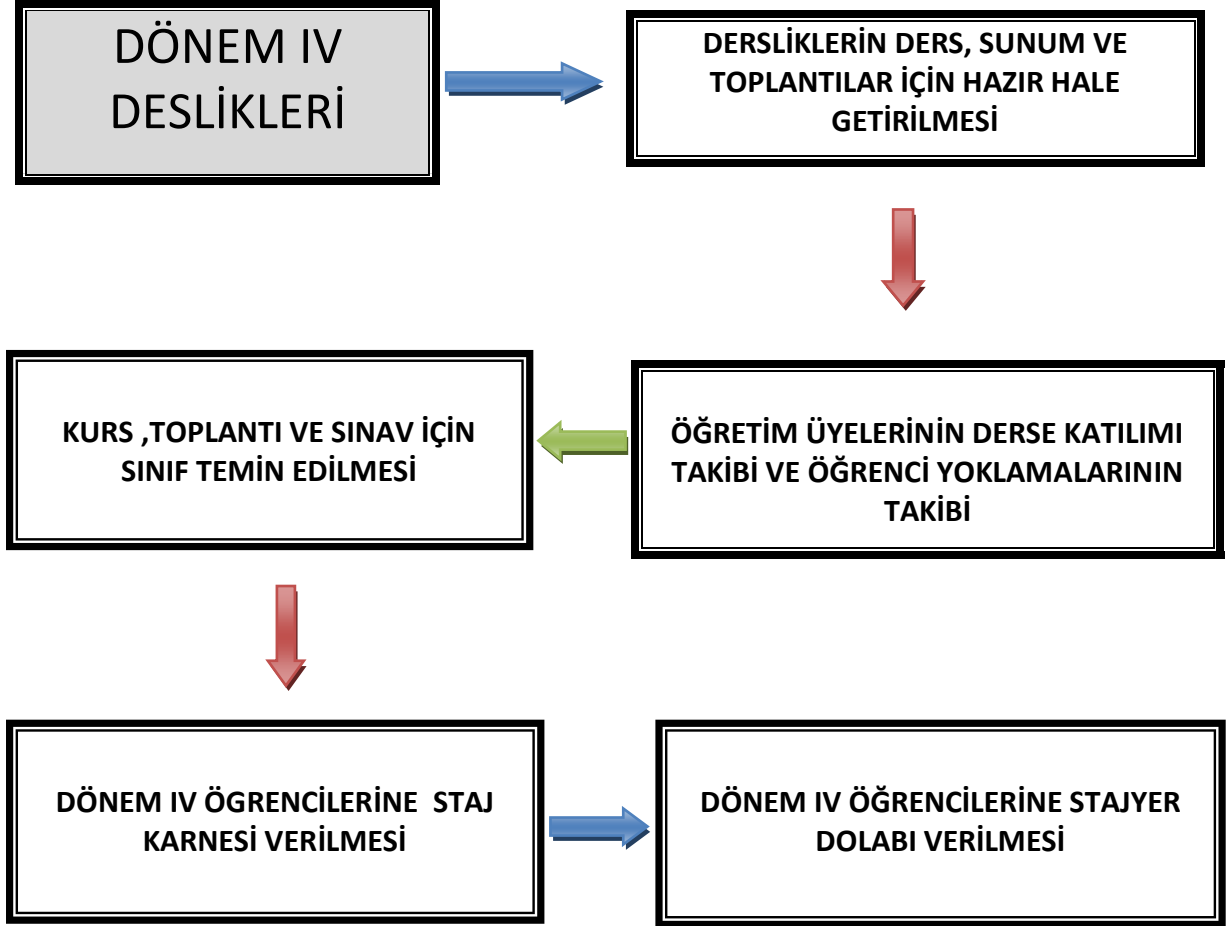 DÖNEM IV
DESLİKLERİ
DERSLİKLERİN DERS, SUNUM VE
TOPLANTILAR İÇİN HAZIR HALE
GETİRİLMESİ
ÖĞRETİM ÜYELERİNİN DERSE KATILIMI
TAKİBİ VE ÖĞRENCİ YOKLAMALARININ
TAKİBİ
KURS ,TOPLANTI VE SINAV İÇİN
SINIF TEMİN EDİLMESİ
DÖNEM IV ÖGRENCİLERİNE  STAJ
KARNESİ VERİLMESİ
DÖNEM IV ÖĞRENCİLERİNE STAJYER
DOLABI VERİLMESİ